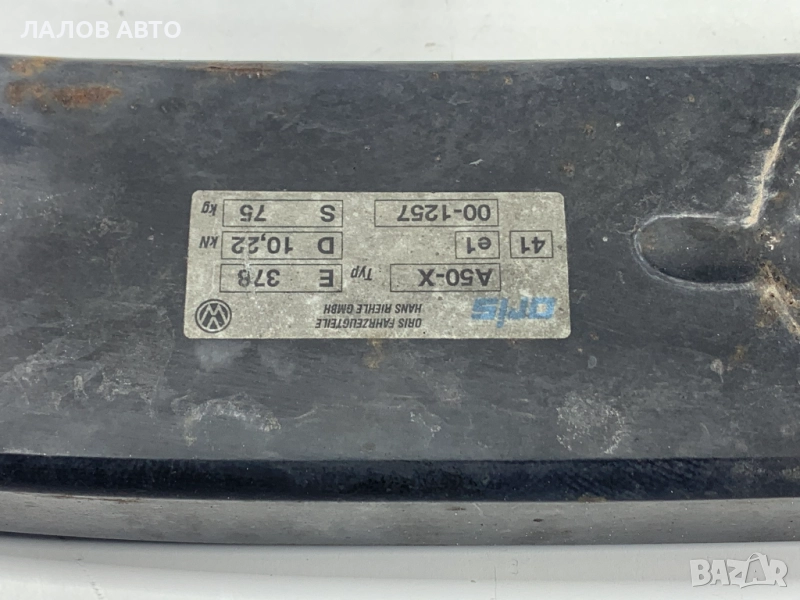 ЛАЛОВ АВТО
oris
ORIS FAHRZEUGTEILE
HANS RIEHLE GMBH
A50-X Typ E 378
41 e1 D 10,22 kN
00-1257 S 75 kg
BAZAR